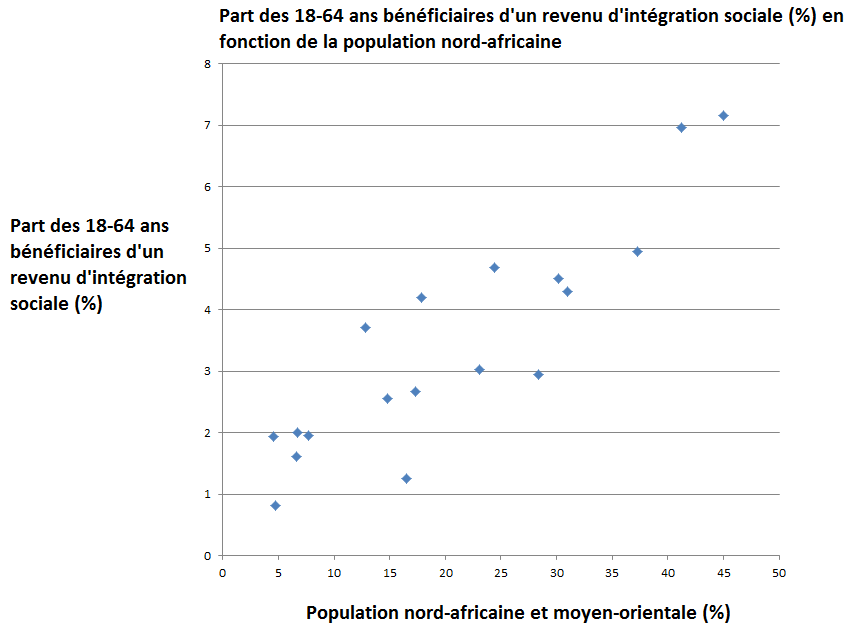 Part des 18-64 ans bénéficiaires d'un revenu d'intégration sociale (%) en
fonction de la population nord-africaine
8
7
6
5
4
3
2
1
0
Part des 18-64 ans
bénéficiaires d'un
revenu d'intégration
sociale (%)
0 5 10 15 20 25 30 35 40 45 50
Population nord-africaine et moyen-orientale (%)